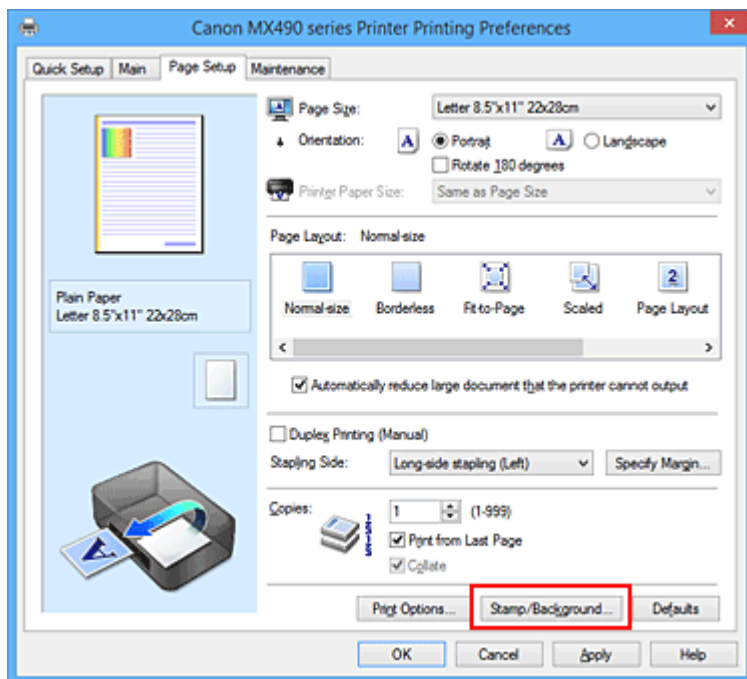 Canon MX490 series Printer Printing Preferences
Quick Setup Main Page Setup Maintenance
Page Size: Letter 8.5"x11" 22x28cm
Orientation: A Portrait A Landscape
Rotate 180 degrees
Printer Paper Size: Same as Page Size
Page Layout: Normal-size
2
Normal-size Borderless Fit-to-Page Scaled Page Layout
Plain Paper
Letter 8.5"x11" 22x28cm
Automatically reduce large document that the printer cannot output
Duplex Printing (Manual)
Stapling Side: Long-side stapling (Left) Specify Margin...
Copies: 1 (1-999)
Print from Last Page
Collate
A
Print Options... Stamp/Background... Defaults
OK Cancel Apply Help